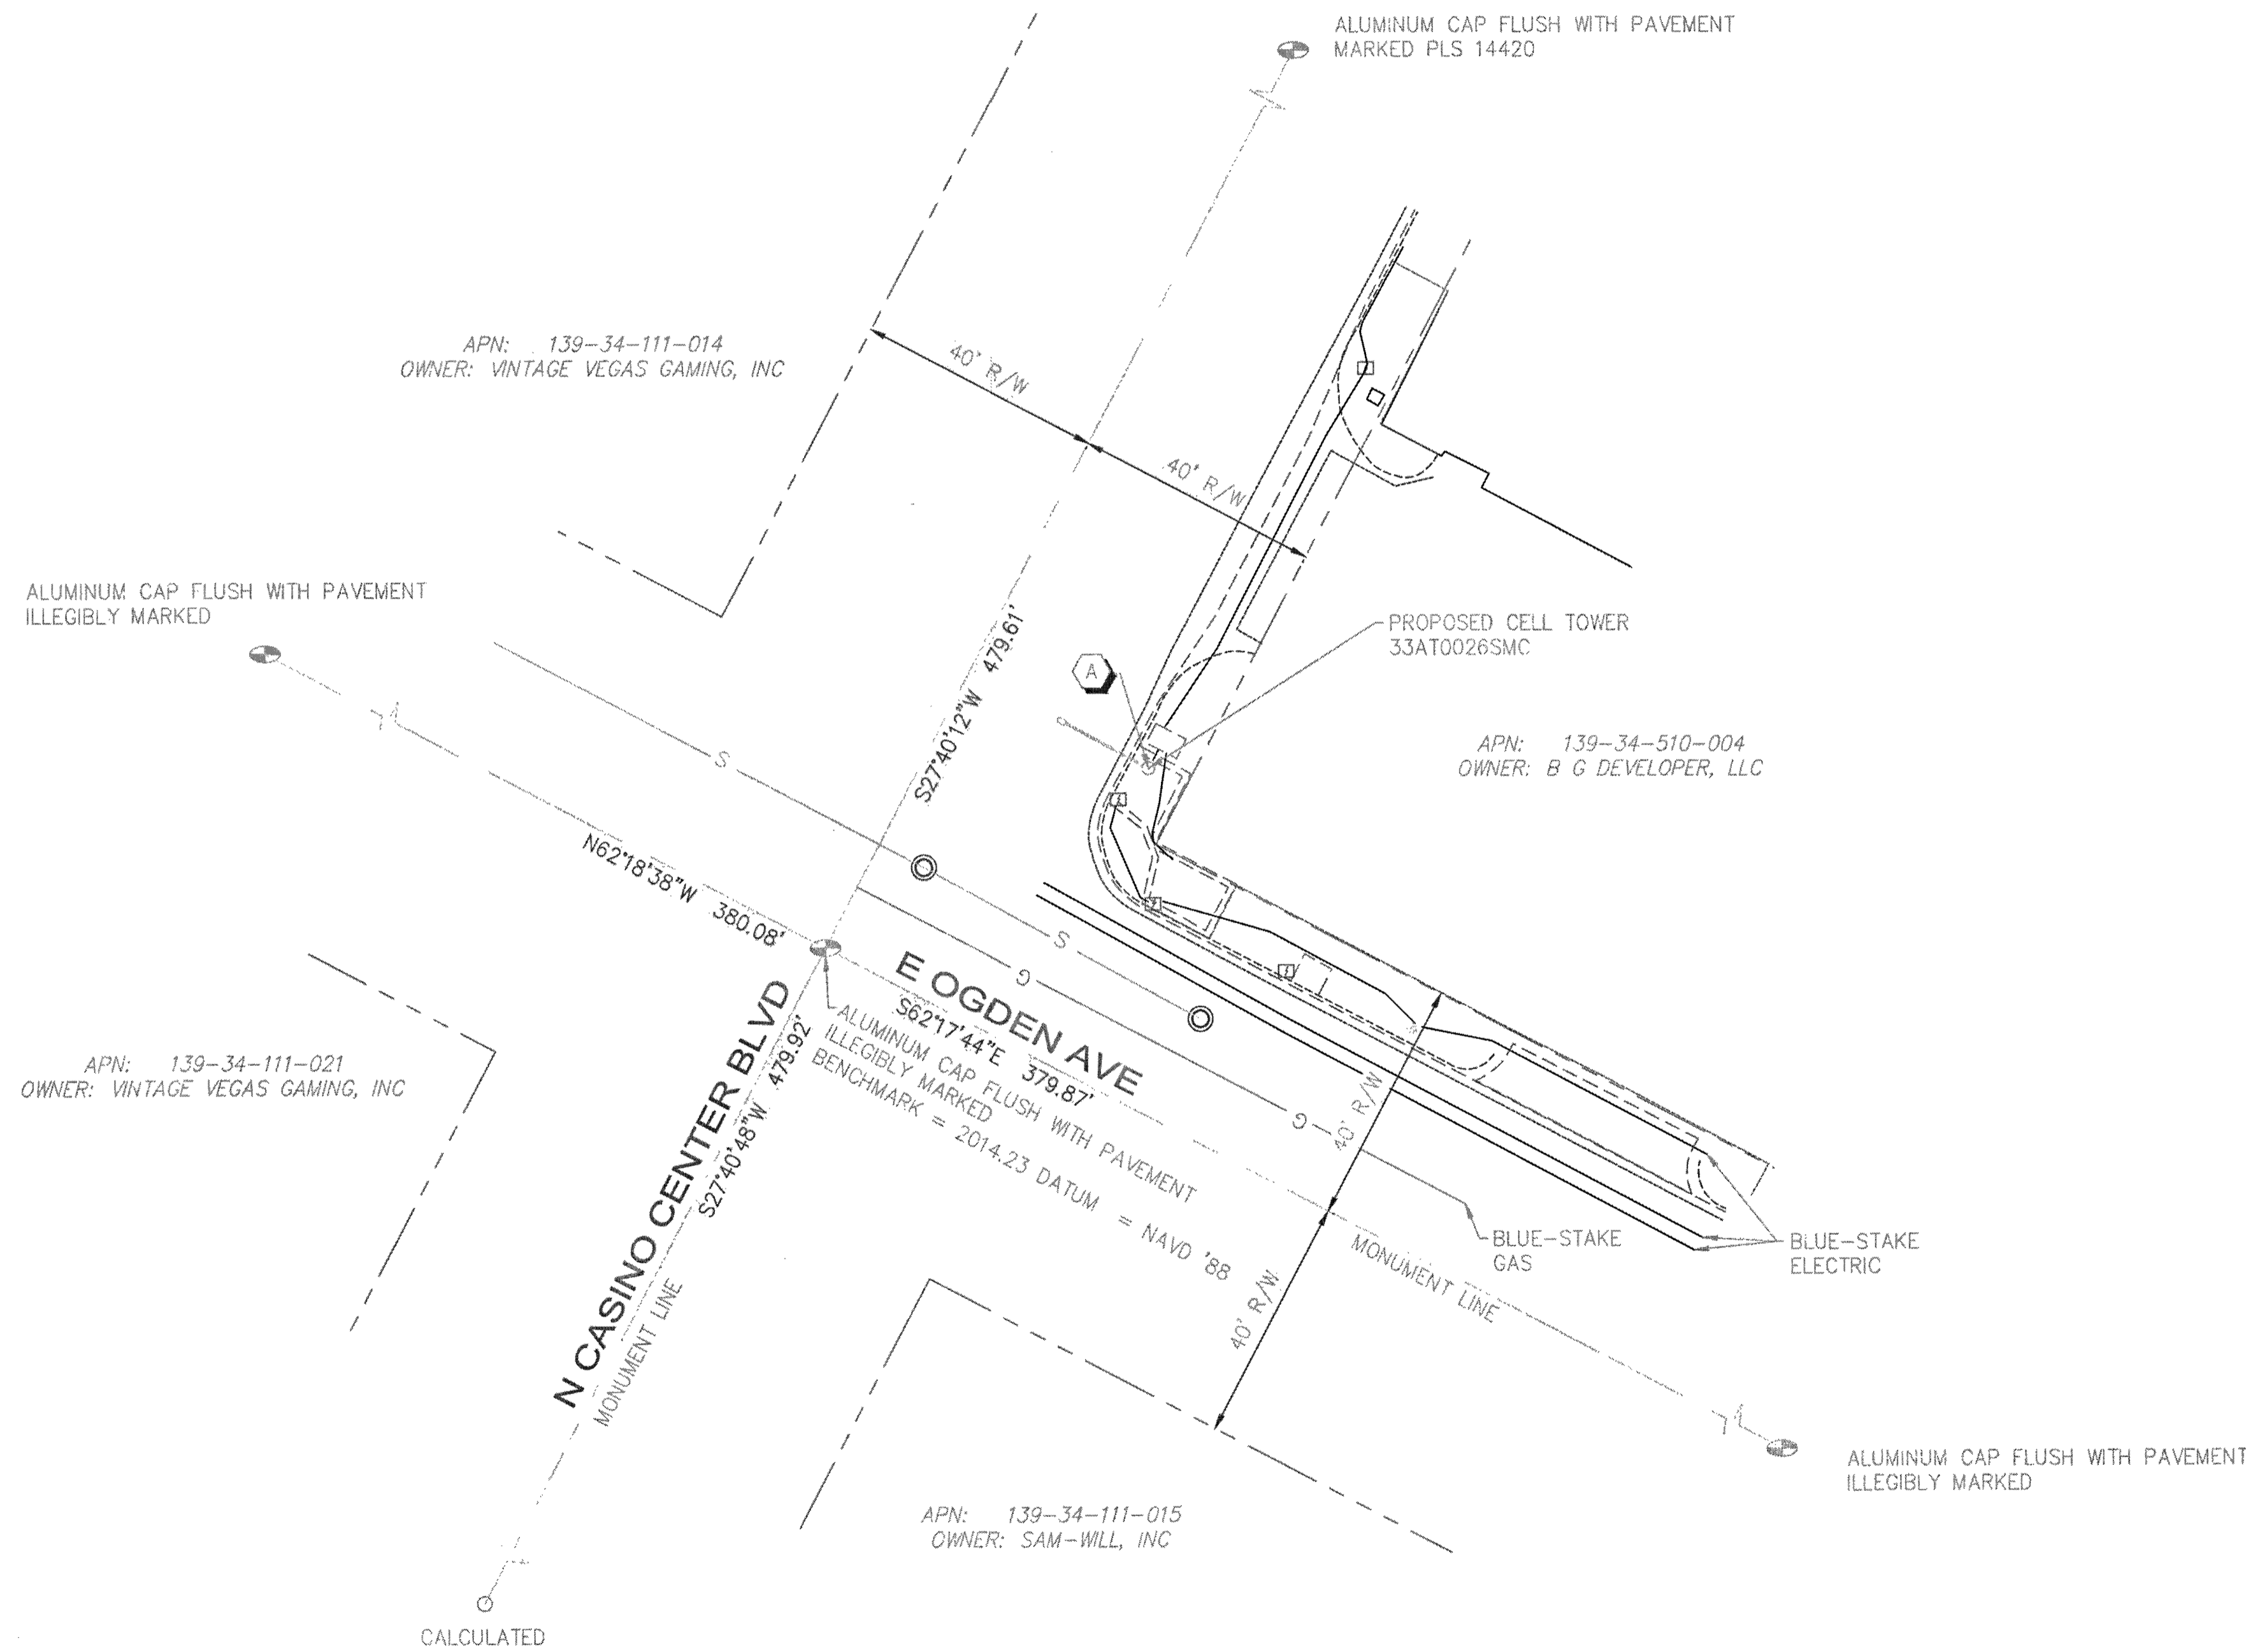 ALUMINUM CAP FLUSH WITH PAVEMENT
MARKED PLS 14420
APN: 139-34-111-014
OWNER: VINTAGE VEGAS GAMING, INC
40' R/W
40' R/W
ALUMINUM CAP FLUSH WITH PAVEMENT
ILLEGIBLY MARKED
S27°40'12"W 479.61'
PROPOSED CELL TOWER
33AT0026SMC
A
APN: 139-34-510-004
OWNER: B G DEVELOPER, LLC
S
N62°18'38"W 380.08'
S
G
E OGDEN AVE
S62°17'44"E 379.87'
ALUMINUM CAP FLUSH WITH PAVEMENT
ILLEGIBLY MARKED
BENCHMARK = 2014.23 DATUM = NAVD '88
APN: 139-34-111-021
OWNER: VINTAGE VEGAS GAMING, INC
N CASINO CENTER BLVD
S27°40'48"W 479.92'
MONUMENT LINE
G
40' R/W
40' R/W
MONUMENT LINE
BLUE-STAKE
GAS
BLUE-STAKE
ELECTRIC
ALUMINUM CAP FLUSH WITH PAVEMENT
ILLEGIBLY MARKED
APN: 139-34-111-015
OWNER: SAM-WILL, INC
CALCULATED